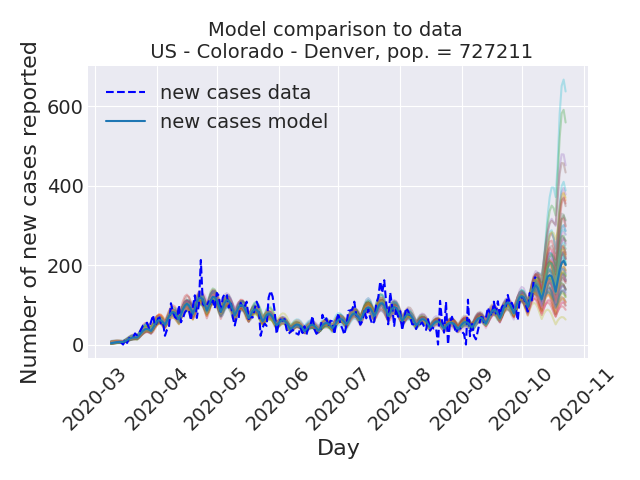 Model comparison to data
US - Colorado - Denver, pop. = 727211
Number of new cases reported
600
400
200
0
new cases data
new cases model
2020-03
2020-04
2020-05
2020-06
2020-07
2020-08
2020-09
2020-10
2020-11
Day